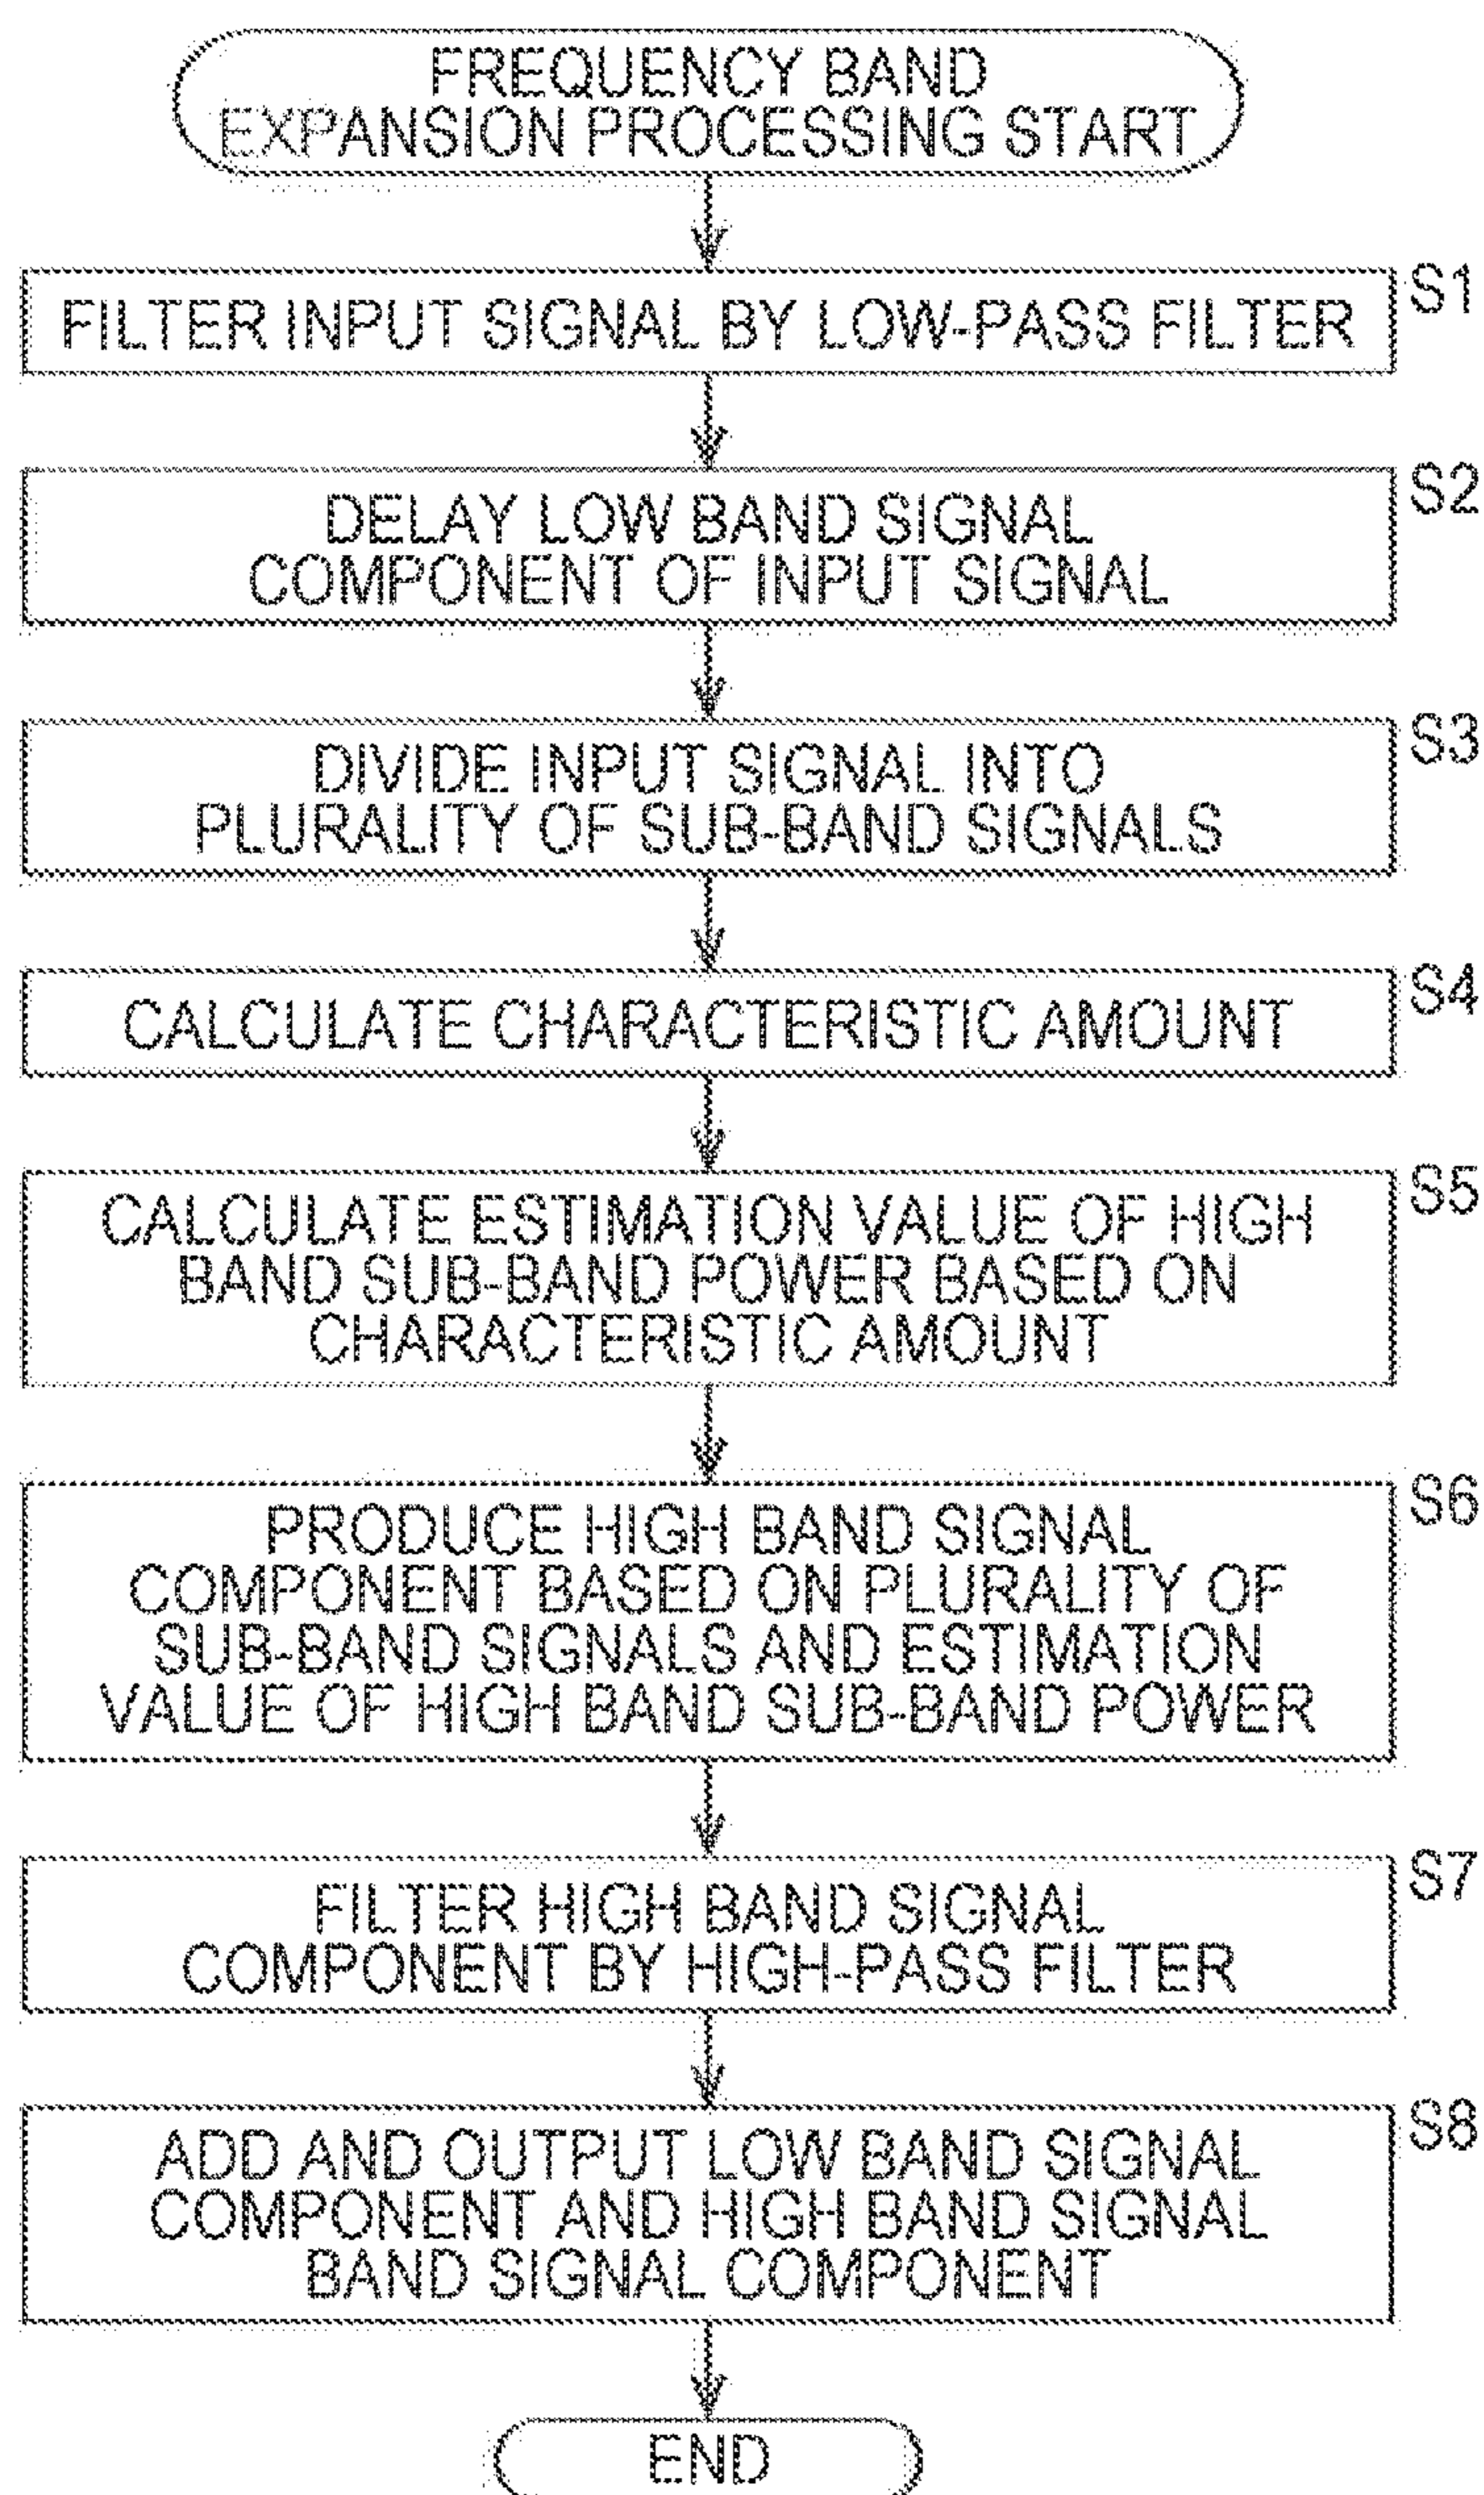 FREQUENCY BAND
EXPANSION PROCESSING START
S1
FILTER INPUT SIGNAL BY LOW-PASS FILTER
S2
DELAY LOW BAND SIGNAL
COMPONENT OF INPUT SIGNAL
S3
DIVIDE INPUT SIGNAL INTO
PLURALITY OF SUB-BAND SIGNALS
S4
CALCULATE CHARACTERISTIC AMOUNT
S5
CALCULATE ESTIMATION VALUE OF HIGH
BAND SUB-BAND POWER BASED ON
CHARACTERISTIC AMOUNT
S6
PRODUCE HIGH BAND SIGNAL
COMPONENT BASED ON PLURALITY OF
SUB-BAND SIGNALS AND ESTIMATION
VALUE OF HIGH BAND SUB-BAND POWER
S7
FILTER HIGH BAND SIGNAL
COMPONENT BY HIGH-PASS FILTER
S8
ADD AND OUTPUT LOW BAND SIGNAL
COMPONENT AND HIGH BAND SIGNAL
BAND SIGNAL COMPONENT
END